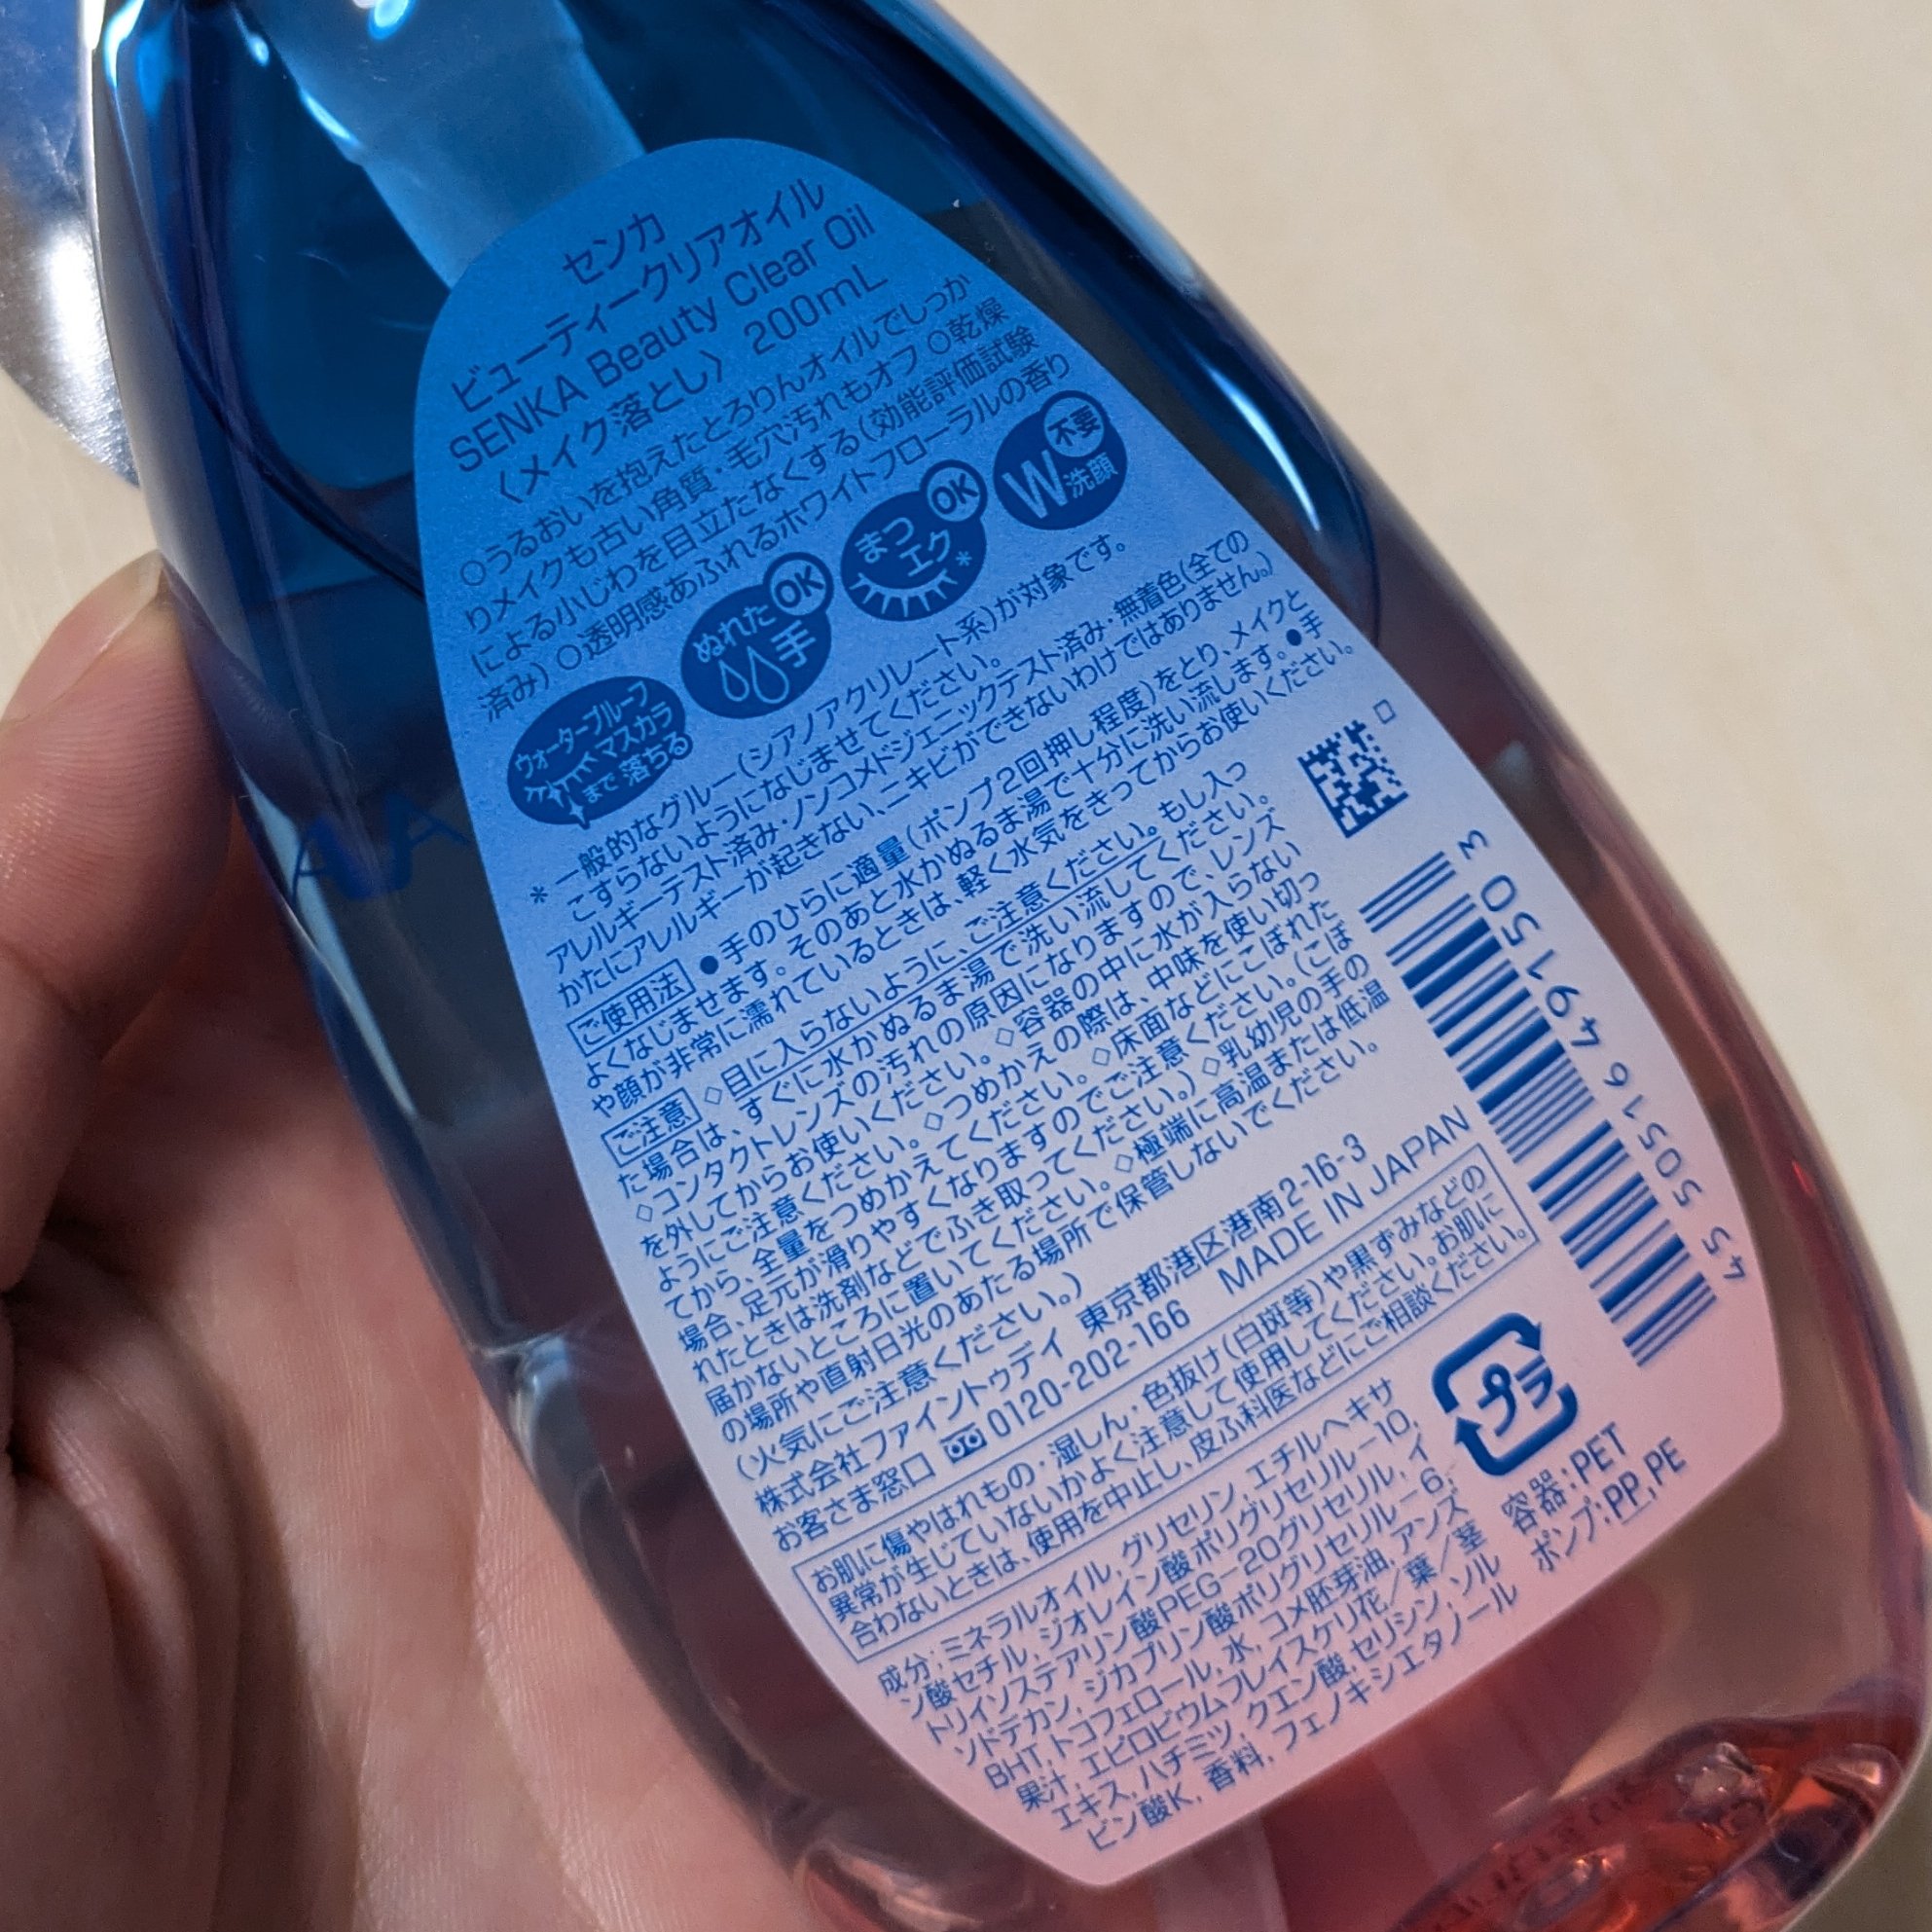 センカ
ビューティークリアオイル
SENKA Beauty Clear Oil
〈メイク落とし〉 200mL
○うるおいを抱えたとろりんオイルでしっか
りメイクも古い角質・毛穴汚れもオフ ○乾燥
による小じわを目立たなくする(効能評価試験
済み) ○透明感あふれるホワイトフローラルの香り
ウォータープルーフ
マスカラ
まで落ちる
ぬれた
手
OK
まつ
エク*
OK
W洗顔
不要
*一般的なグルー(シアノアクリレート系)が対象です。
こすらないようになじませてください。
アレルギーテスト済み・ノンコメドジェニックテスト済み・無着色(全ての
かたにアレルギーが起きない、ニキビができないわけではありません。)
ご使用法 ●手のひらに適量(ポンプ2回押し程度)をとり、メイクと
よくなじませます。そのあと水かぬるま湯で十分に洗い流します。●手
や顔が非常に濡れているときは、軽く水気をきってからお使いください。
ご注意 ◇目に入らないように、ご注意ください。もし入っ
た場合は、すぐに水かぬるま湯で洗い流してください。
◇コンタクトレンズの汚れの原因になりますので、レンズ
を外してからお使いください。◇容器の中に水が入らない
ようにご注意ください。◇つめかえの際は、中味を使い切っ
てから、全量をつめかえてください。◇床面などにこぼれた
場合、足元が滑りやすくなりますのでご注意ください。(こぼ
れたときは洗剤などでふき取ってください。)◇乳幼児の手の
届かないところに置いてください。◇極端に高温または低温
の場所や直射日光のあたる場所で保管しないでください。
(火気にご注意ください。)
株式会社ファイントゥデイ 東京都港区港南2-16-3
お客さま窓口 0120-202-166 MADE IN JAPAN
お肌に傷やはれもの・湿しん・色抜け(白斑等)や黒ずみなどの
異常が生じていないかよく注意して使用してください。お肌に
合わないときは、使用を中止し、皮ふ科医などにご相談ください。
成分:ミネラルオイル, グリセリン, エチルヘキサ
ン酸セチル, ジオレイン酸ポリグリセリル-10,
トリイソステアリン酸PEG-20グリセリル, イ
ソドデカン, ジカプリン酸ポリグリセリル-6,
BHT, トコフェロール, 水, コメ胚芽油, アンズ
果汁, エピロビウムフレイスケリ花/葉/茎
エキス, ハチミツ, クエン酸, セリシン, ソル
ビン酸K, 香料, フェノキシエタノール
3 050194 9 15050 54
プラ
容器:PET
ポンプ:PP,PE